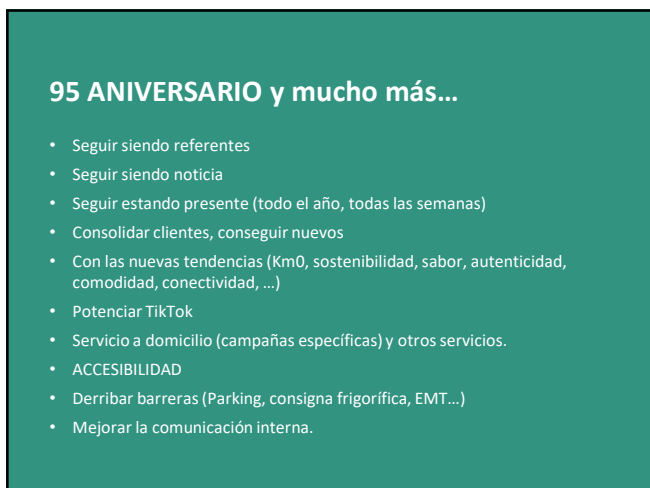 95 ANIVERSARIO y mucho más…
• Seguir siendo referentes
• Seguir siendo noticia
• Seguir estando presente (todo el año, todas las semanas)
• Consolidar clientes, conseguir nuevos
• Con las nuevas tendencias (Km0, sostenibilidad, sabor, autenticidad,
comodidad, conectividad, …)
• Potenciar TikTok
• Servicio a domicilio (campañas específicas) y otros servicios.
• ACCESIBILIDAD
• Derribar barreras (Parking, consigna frigorífica, EMT…)
• Mejorar la comunicación interna.